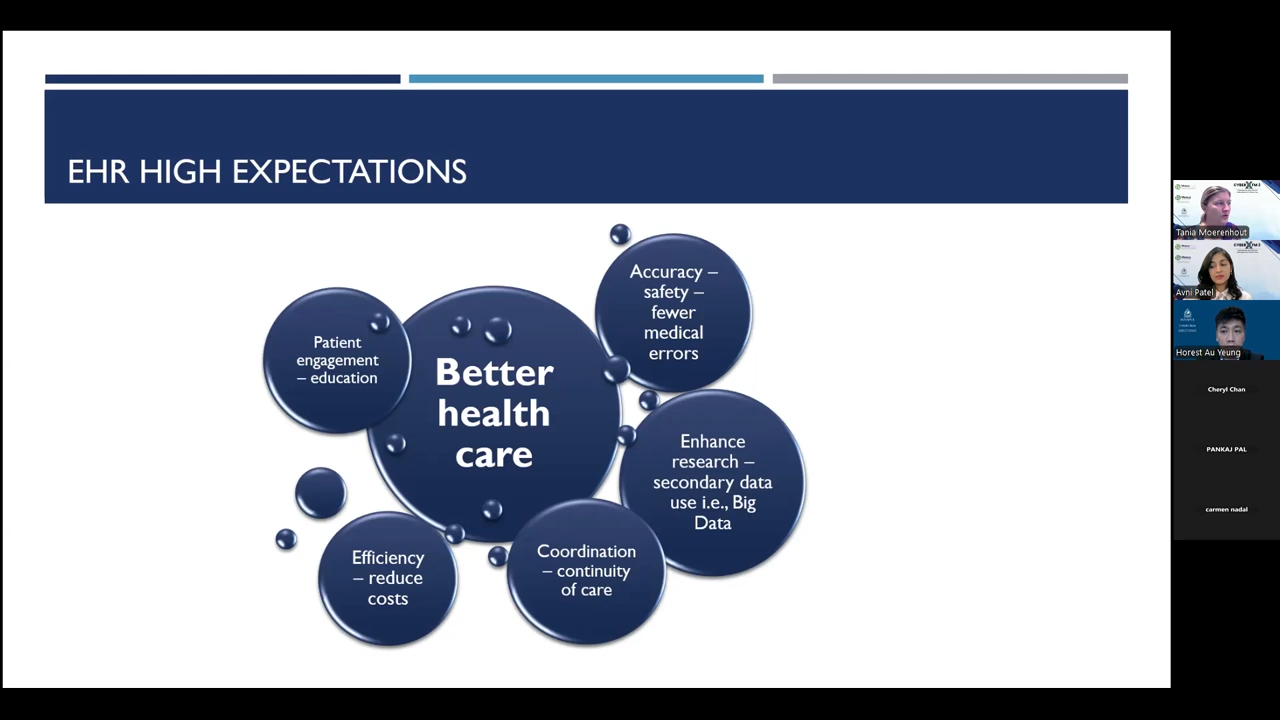 EHR HIGH EXPECTATIONS
Accuracy –
safety –
fewer
medical
errors
Patient
engagement
– education
Better
health
care
Enhance
research –
secondary data
use i.e., Big
Data
Efficiency
– reduce
costs
Coordination
– continuity
of care
Tania Moerenhout
Avni Patel
Horest Au Yeung
Cheryl Chan
PANKAJ PAL
carmen nadal